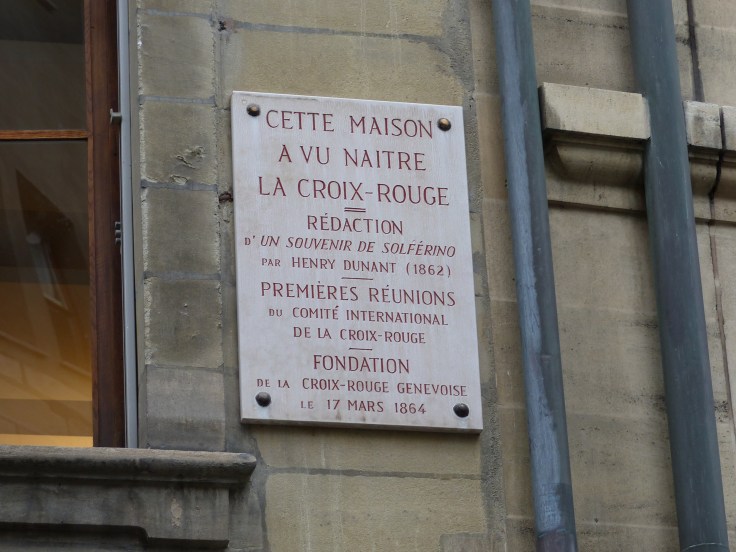 CETTE MAISON
A VU NAITRE
LA CROIX-ROUGE
RÉDACTION
D'UN SOUVENIR DE SOLFÉRINO
PAR HENRY DUNANT (1862)
PREMIÈRES RÉUNIONS
DU COMITÉ INTERNATIONAL
DE LA CROIX-ROUGE
FONDATION
DE LA CROIX-ROUGE GENEVOISE
LE 17 MARS 1864